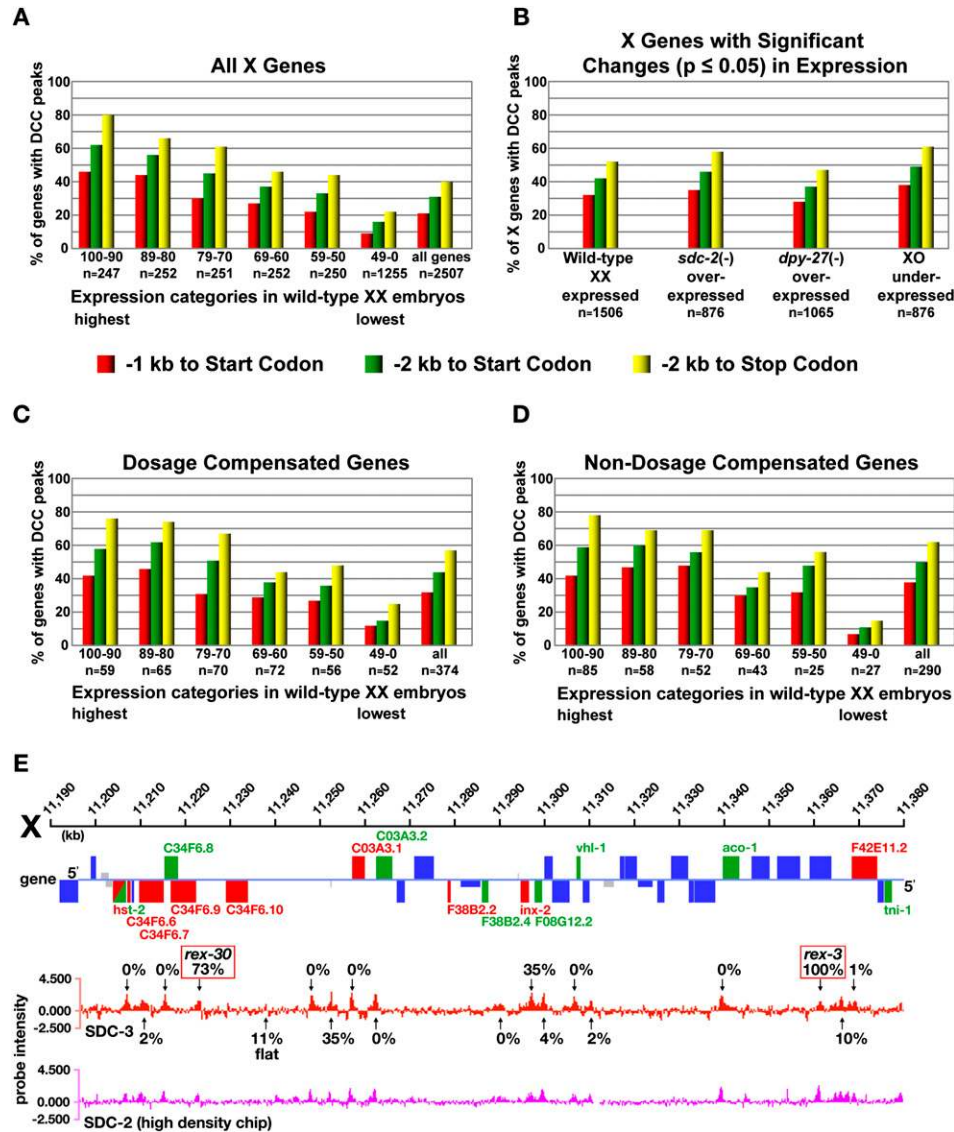 A
All X Genes
% of genes with DCC peaks
100
80
60
40
20
0
100-90 89-80 79-70 69-60 59-50 49-0 all genes
n=247 n=252 n=251 n=252 n=250 n=1255 n=2507
Expression categories in wild-type XX embryos
highest lowest
B
X Genes with Significant
Changes (p ≤ 0.05) in Expression
% of X genes with DCC peaks
100
80
60
40
20
0
Wild-type sdc-2(-) dpy-27(-) XO
XX over- over- under-
expressed expressed expressed expressed
n=1506 n=876 n=1065 n=876
-1 kb to Start Codon -2 kb to Start Codon -2 kb to Stop Codon
C
Dosage Compensated Genes
% of genes with DCC peaks
100
80
60
40
20
0
100-90 89-80 79-70 69-60 59-50 49-0 all
n=59 n=65 n=70 n=72 n=56 n=52 n=374
Expression categories in wild-type XX embryos
highest lowest
D
Non-Dosage Compensated Genes
% of genes with DCC peaks
100
80
60
40
20
0
100-90 89-80 79-70 69-60 59-50 49-0 all
n=85 n=58 n=52 n=43 n=25 n=27 n=290
Expression categories in wild-type XX embryos
highest lowest
E
11,190 11,200 11,210 11,220 11,230 11,240 11,250 11,260 11,270 11,280 11,290 11,300 11,310 11,320 11,330 11,340 11,350 11,360 11,370 11,380
X
(kb)
C03A3.2
C34F6.8 C03A3.1 vhl-1 aco-1 F42E11.2
5'
gene 5'
hst-2 C34F6.9 C34F6.10 F38B2.2 inx-2 tni-1
C34F6.6 F38B2.4 F08G12.2
C34F6.7
rex-30 rex-3
0% 0% 73% 0% 0% 35% 0% 0% 100% 1%
4.500
0.000
-2.500
SDC-3
2% 11% 35% 0% 0% 4% 2% 10%
flat
probe intensity
4.500
0.000
-2.500
SDC-2 (high density chip)